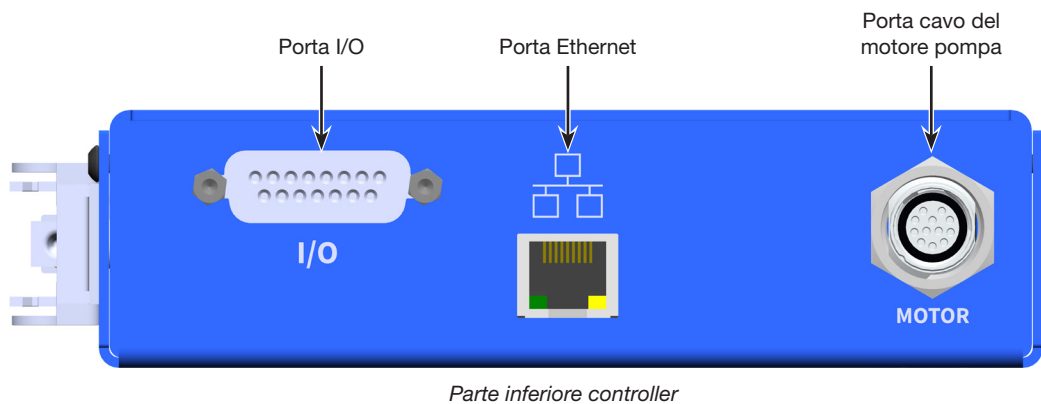 Porta I/O
Porta Ethernet
Porta cavo del
motore pompa
I/O
MOTOR
Parte inferiore controller